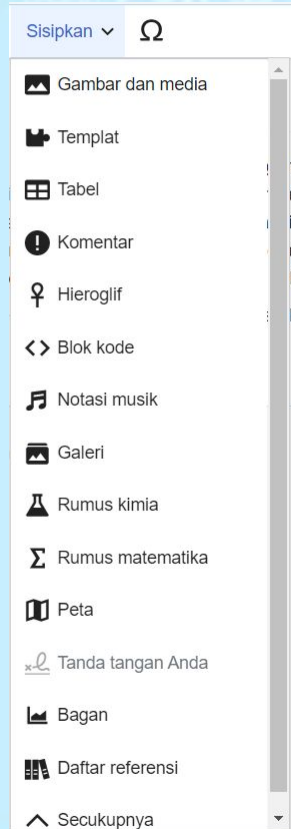 Sisipkan Ω
Gambar dan media
Templat
Tabel
Komentar
Hieroglif
Blok kode
Notasi musik
Galeri
Rumus kimia
Rumus matematika
Peta
Tanda tangan Anda
Bagan
Daftar referensi
Secukupnya